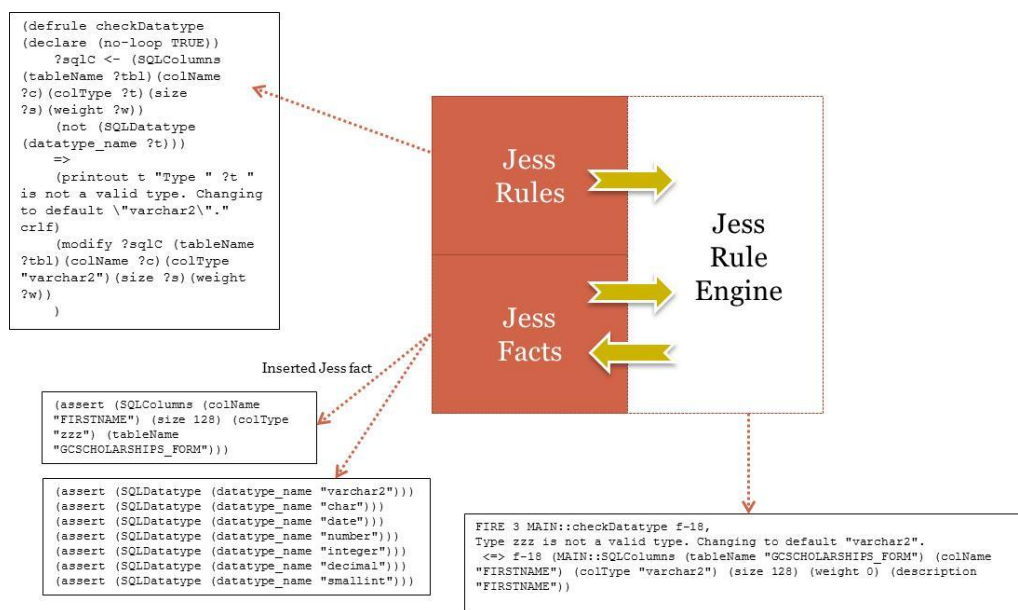 (defrule checkDatatype
(declare (no-loop TRUE))
?sqlC <- (SQLColumns
(tableName ?tbl)(colName
?c)(colType ?t)(size
?s)(weight ?w))
(not (SQLDatatype
(datatype_name ?t)))
=>
(printout t "Type " ?t "
is not a valid type. Changing
to default \"varchar2\"."
crlf)
(modify ?sqlC (tableName
?tbl)(colName ?c)(colType
"varchar2")(size ?s)(weight
?w))
)
Jess
Rules
Jess
Facts
Jess
Rule
Engine
Inserted Jess fact
(assert (SQLColumns (colName
"FIRSTNAME") (size 128) (colType
"zzz") (tableName
"GCSCHOLARSHIPS_FORM")))
(assert (SQLDatatype (datatype_name "varchar2")))
(assert (SQLDatatype (datatype_name "char")))
(assert (SQLDatatype (datatype_name "date")))
(assert (SQLDatatype (datatype_name "number")))
(assert (SQLDatatype (datatype_name "integer")))
(assert (SQLDatatype (datatype_name "decimal")))
(assert (SQLDatatype (datatype_name "smallint")))
FIRE 3 MAIN::checkDatatype f-18,
Type zzz is not a valid type. Changing to default "varchar2".
<=> f-18 (MAIN::SQLColumns (tableName "GCSCHOLARSHIPS_FORM") (colName
"FIRSTNAME") (colType "varchar2") (size 128) (weight 0) (description
"FIRSTNAME"))